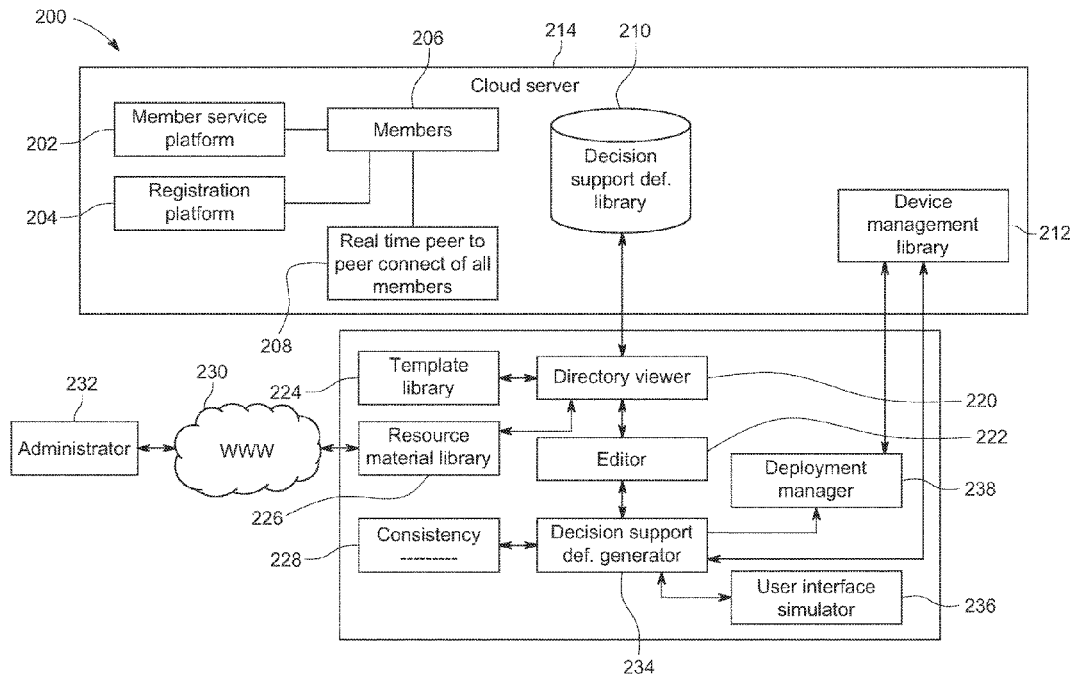 200
206
214
210
Cloud server
202
Member service
platform
Members
204
Registration
platform
Decision
support def.
library
Real time peer to
peer connect of all
members
208
Device
management
library
212
232
230
Administrator
WWW
224
Template
library
Directory viewer
220
Resource
material library
226
Editor
222
Deployment
manager
238
228
Consistency
---------
Decision support
def. generator
234
User interface
simulator
236